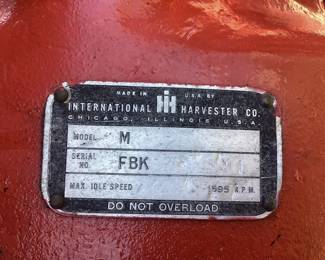 MADE IN IH U.S.A. BY
INTERNATIONAL HARVESTER CO.
CHICAGO, ILLINOIS, U.S.A.
MODEL M
SERIAL NO. FBK
MAX. IDLE SPEED 1595 R.P.M.
DO NOT OVERLOAD